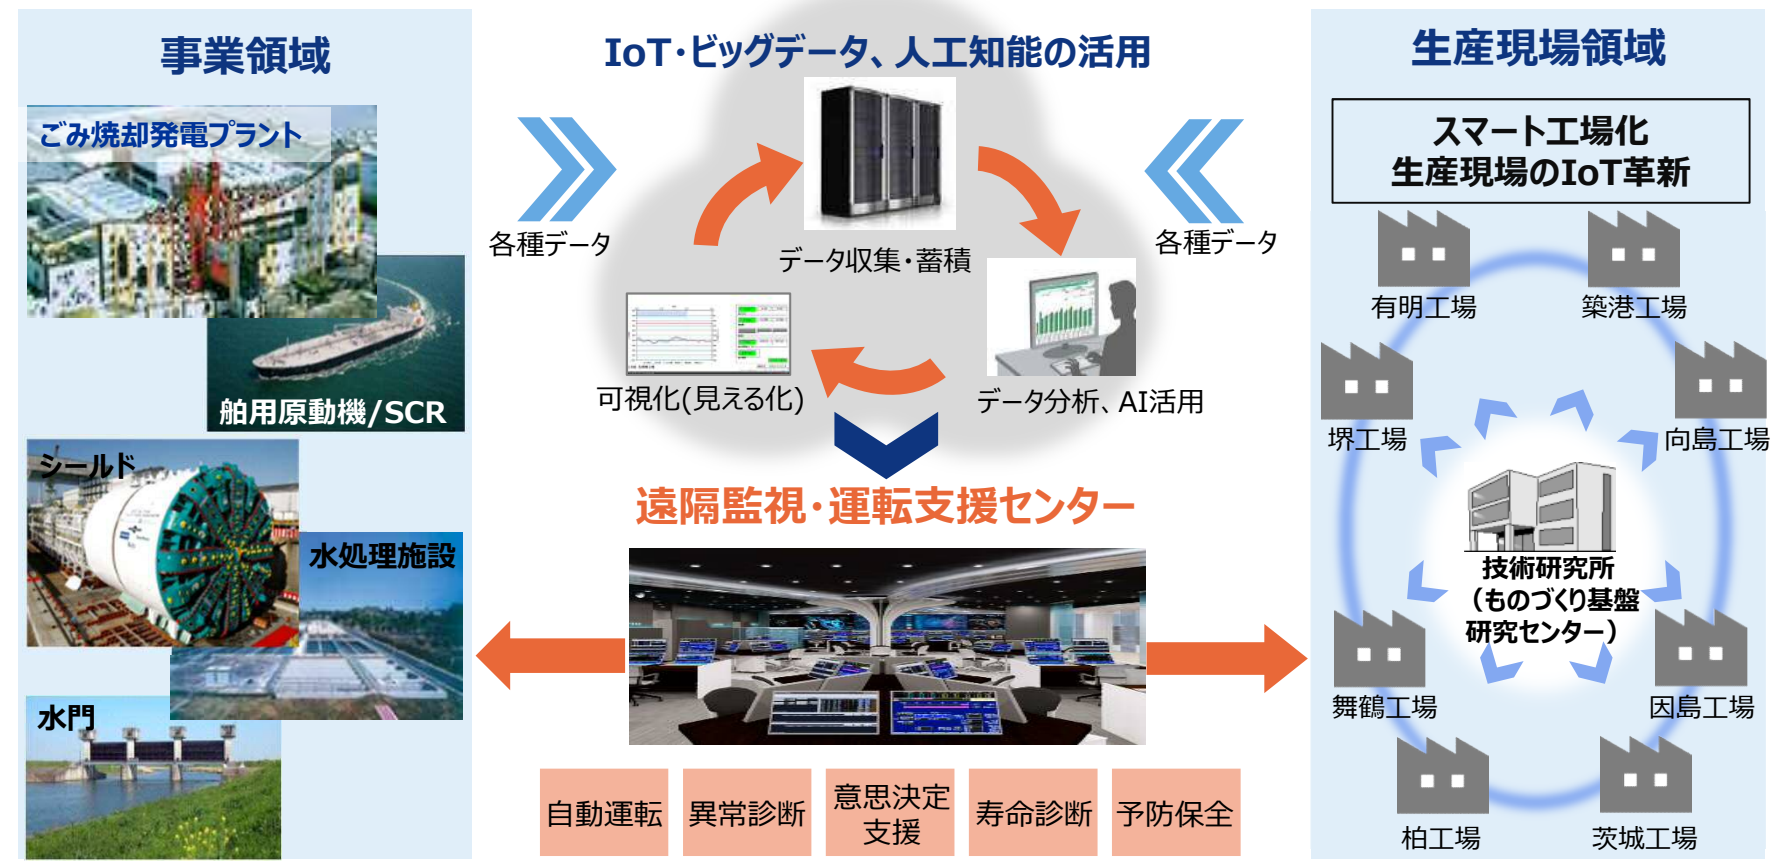 事業領域
ごみ焼却発電プラント
舶用原動機/SCR
シールド
水処理施設
水門
IoT・ビッグデータ、人工知能の活用
各種データ
各種データ
データ収集・蓄積
可視化(見える化)
データ分析、AI活用
遠隔監視・運転支援センター
自動運転
異常診断
意思決定
支援
寿命診断
予防保全
生産現場領域
スマート工場化
生産現場のIoT革新
有明工場
築港工場
堺工場
向島工場
技術研究所
（ものづくり基盤
研究センター）
舞鶴工場
因島工場
柏工場
茨城工場